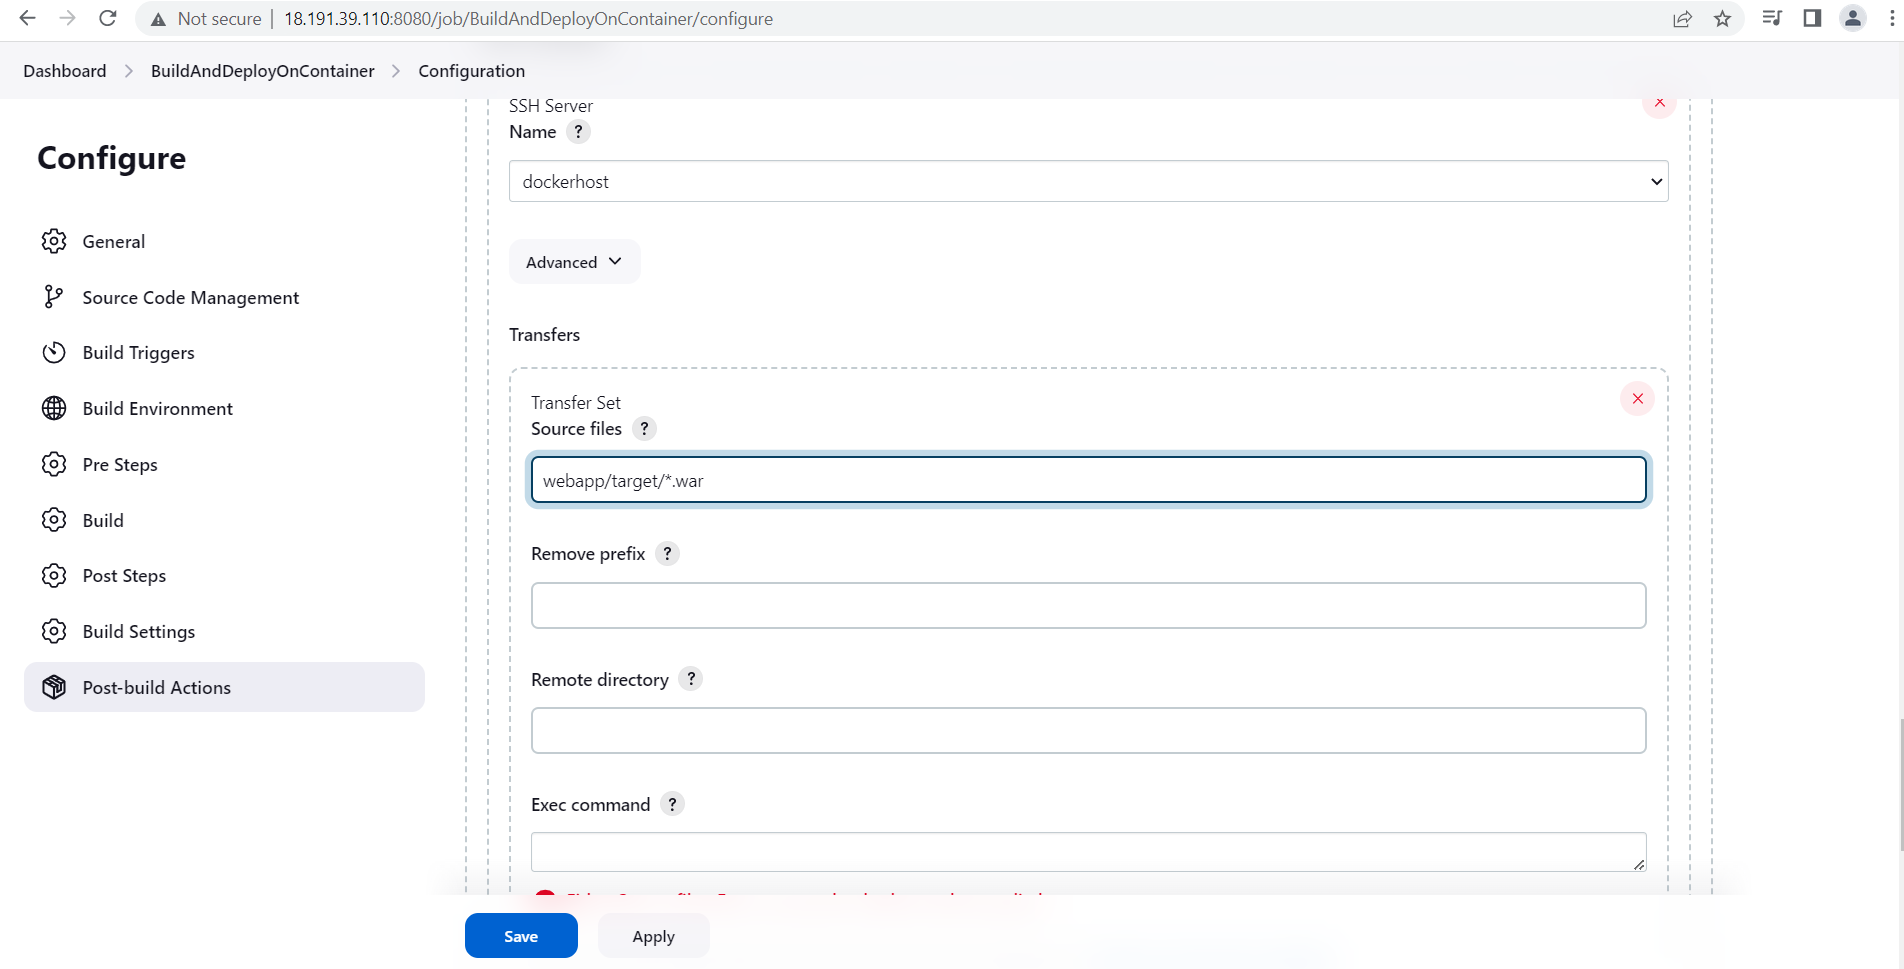 Not secure | 18.191.39.110:8080/job/BuildAndDeployOnContainer/configure
Dashboard > BuildAndDeployOnContainer > Configuration
Configure
General
Source Code Management
Build Triggers
Build Environment
Pre Steps
Build
Post Steps
Build Settings
Post-build Actions
SSH Server
Name ?
dockerhost
Advanced
Transfers
Transfer Set
Source files ?
webapp/target/*.war
Remove prefix ?
Remote directory ?
Exec command ?
Save
Apply